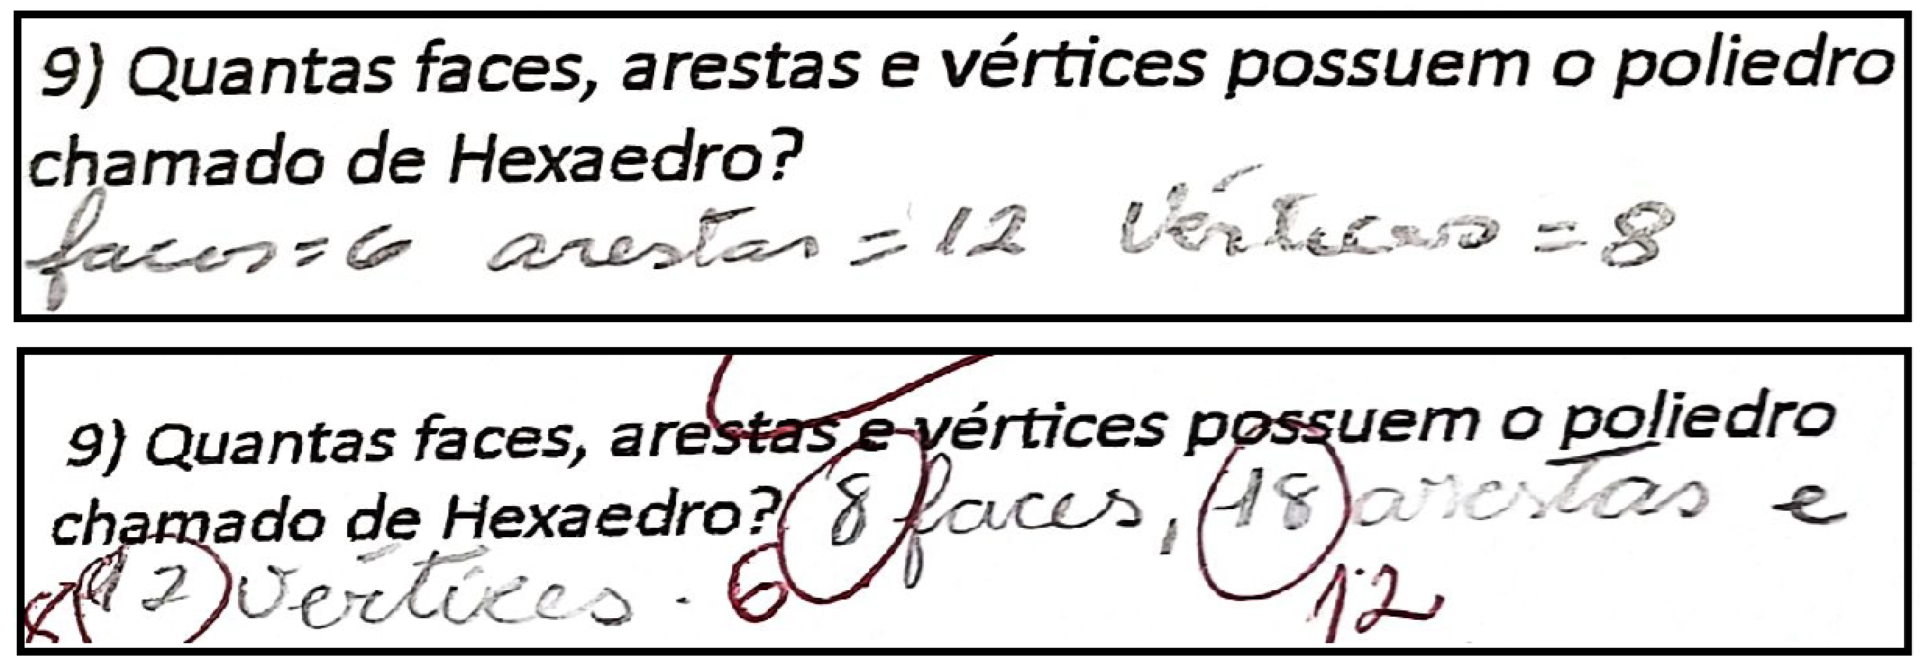 9) Quantas faces, arestas e vértices possuem o poliedro
chamado de Hexaedro?
faces=6 arestas=12 Vértices=8
9) Quantas faces, arestas e vértices possuem o poliedro
chamado de Hexaedro? 8 faces, 18 arestas e
8 12 vértices. 6 12